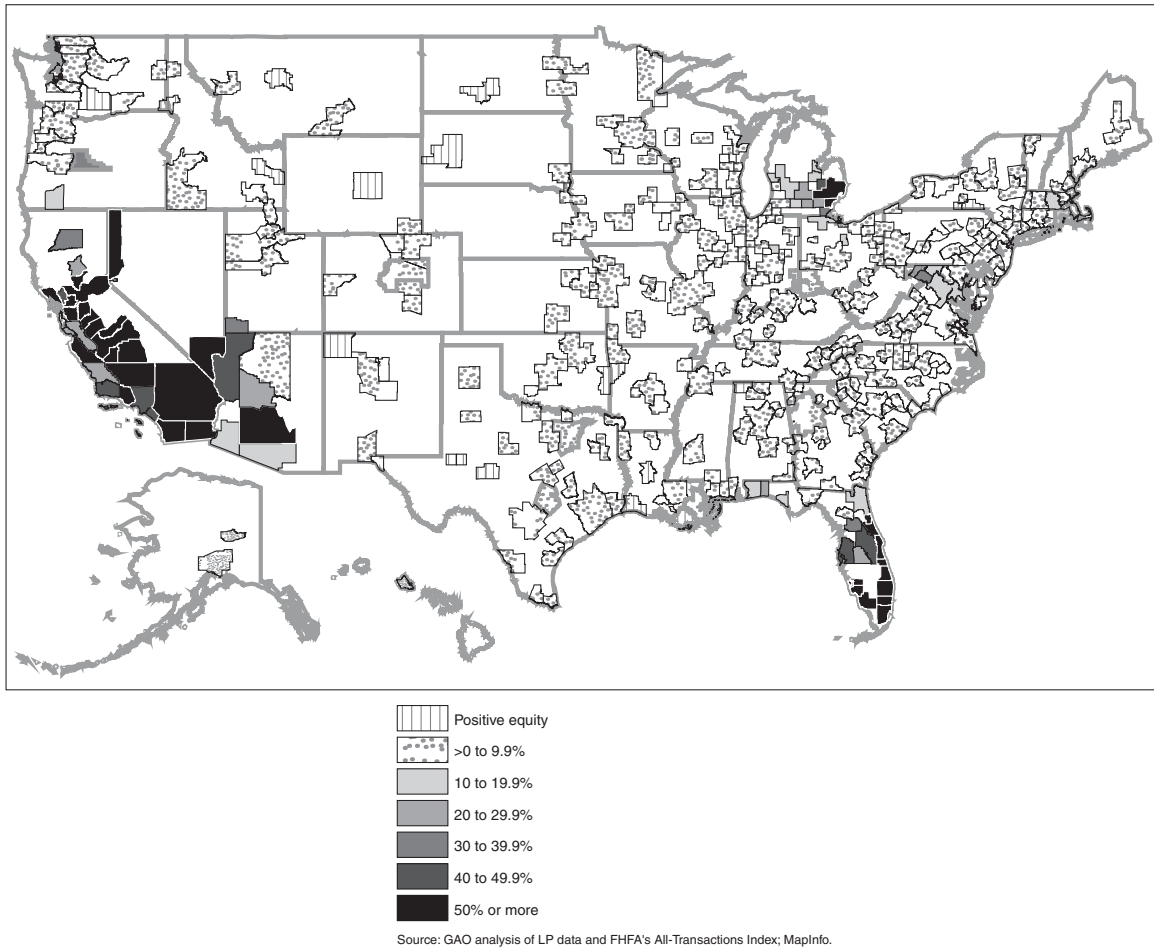 Positive equity
>0 to 9.9%
10 to 19.9%
20 to 29.9%
30 to 39.9%
40 to 49.9%
50% or more
Source: GAO analysis of LP data and FHFA's All-Transactions Index; MapInfo.